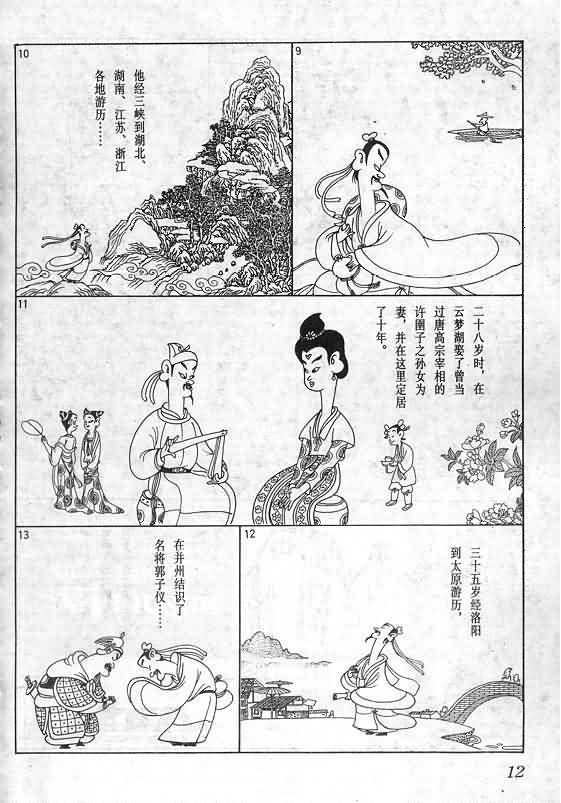 9
10
他经三峡到湖北、
湖南、江苏、浙江
各地游历……
11
二十八岁时，在
云梦湖娶了曾当
过唐高宗宰相的
许圉子之孙女为
妻，并在这里定居
了十年。
12
三十五岁经洛阳
到太原游历，
13
在并州结识了
名将郭子仪……
12